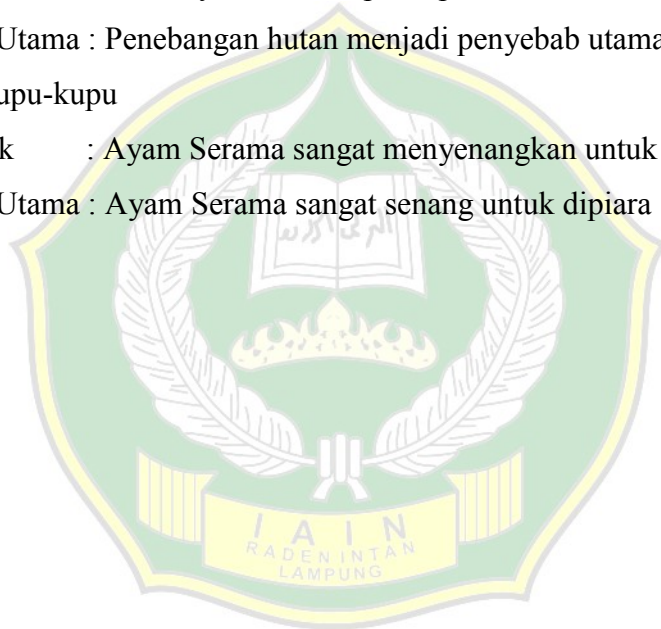 Utama : Penebangan hutan menjadi penyebab utama
upu-kupu
k : Ayam Serama sangat menyenangkan untuk
Utama : Ayam Serama sangat senang untuk dipiara
I A I N
RADEN INTAN
LAMPUNG